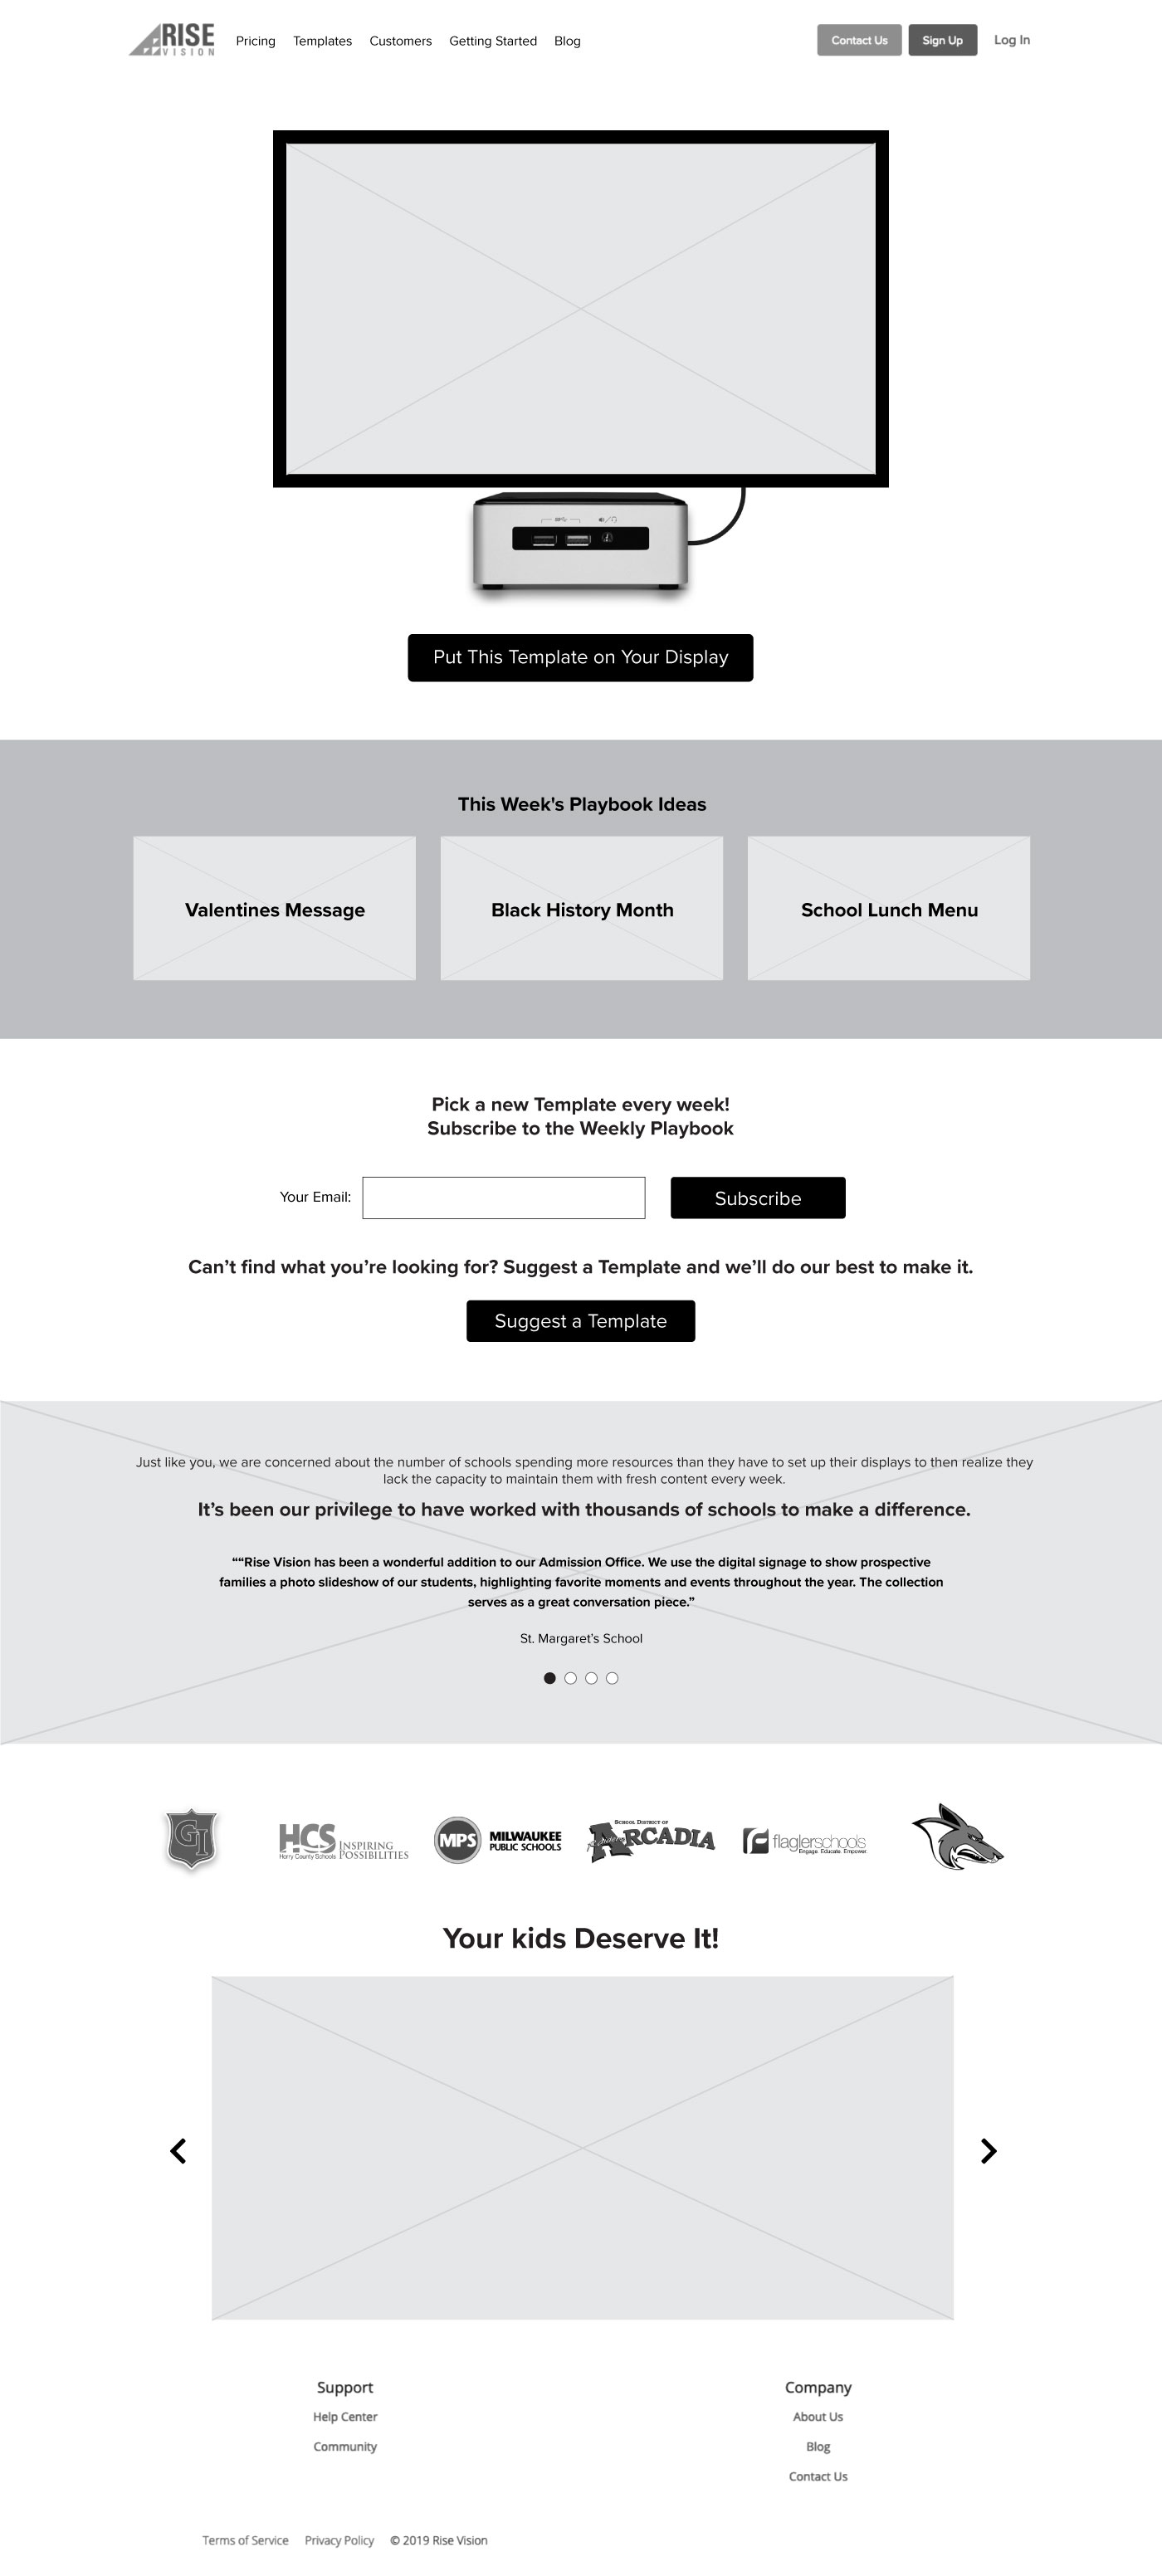 RISE
VISION
Pricing Templates Customers Getting Started Blog
Contact Us Sign Up Log In
Put This Template on Your Display
This Week's Playbook Ideas
Valentines Message Black History Month School Lunch Menu
Pick a new Template every week!
Subscribe to the Weekly Playbook
Your Email: Subscribe
Can’t find what you’re looking for? Suggest a Template and we’ll do our best to make it.
Suggest a Template
Just like you, we are concerned about the number of schools spending more resources than they have to set up their displays to then realize they
lack the capacity to maintain them with fresh content every week.
It’s been our privilege to have worked with thousands of schools to make a difference.
““Rise Vision has been a wonderful addition to our Admission Office. We use the digital signage to show prospective
families a photo slideshow of our students, highlighting favorite moments and events throughout the year. The collection
serves as a great conversation piece.”
St. Margaret’s School
GI
HCS
Horry County Schools
INSPIRING
POSSIBILITIES
MPS
MILWAUKEE
PUBLIC SCHOOLS
SCHOOL DISTRICT OF
ARCADIA
flaglerschools
Engage. Educate. Empower.
Your kids Deserve It!
Support
Help Center
Community
Company
About Us
Blog
Contact Us
Terms of Service Privacy Policy © 2019 Rise Vision